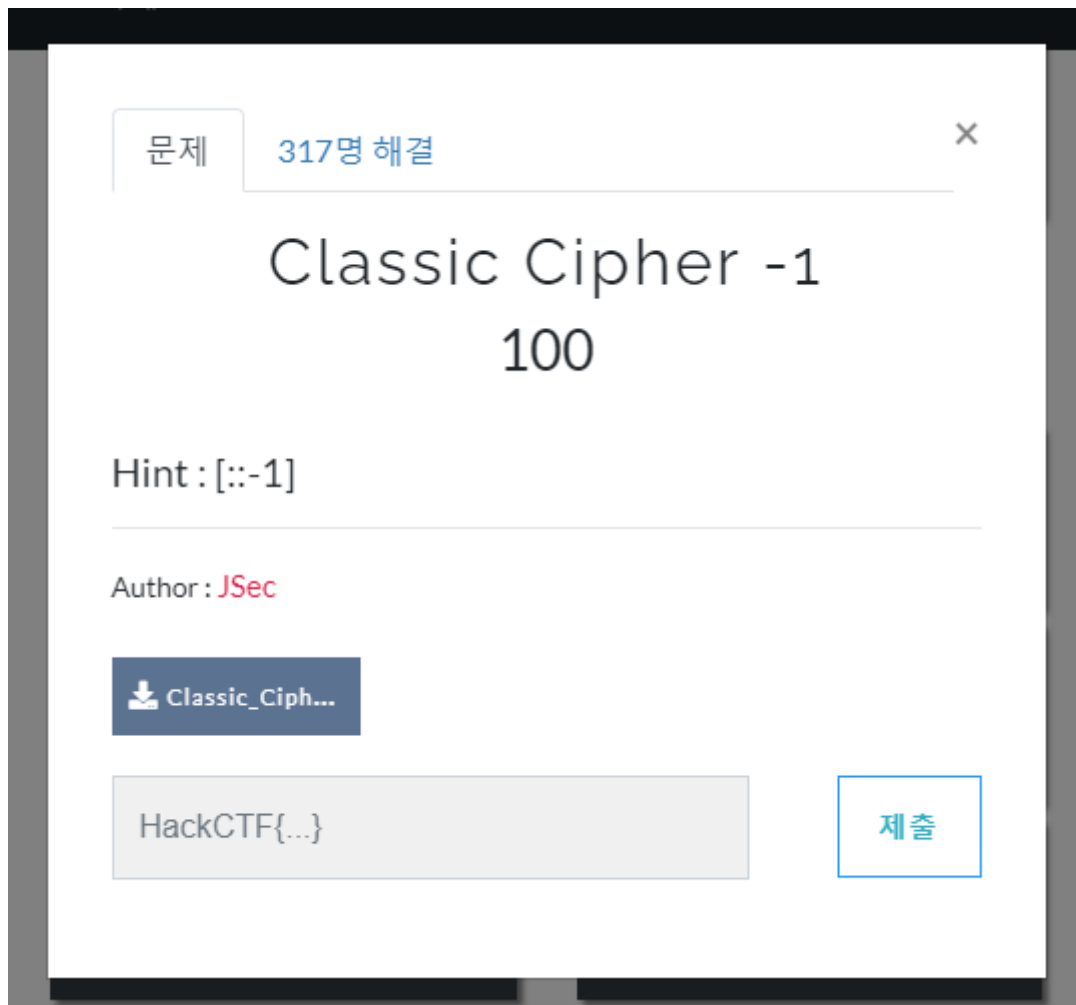 문제
317명 해결
×
Classic Cipher -1
100
Hint : [::-1]
Author : JSec
Classic_Ciph...
HackCTF{...}
제출